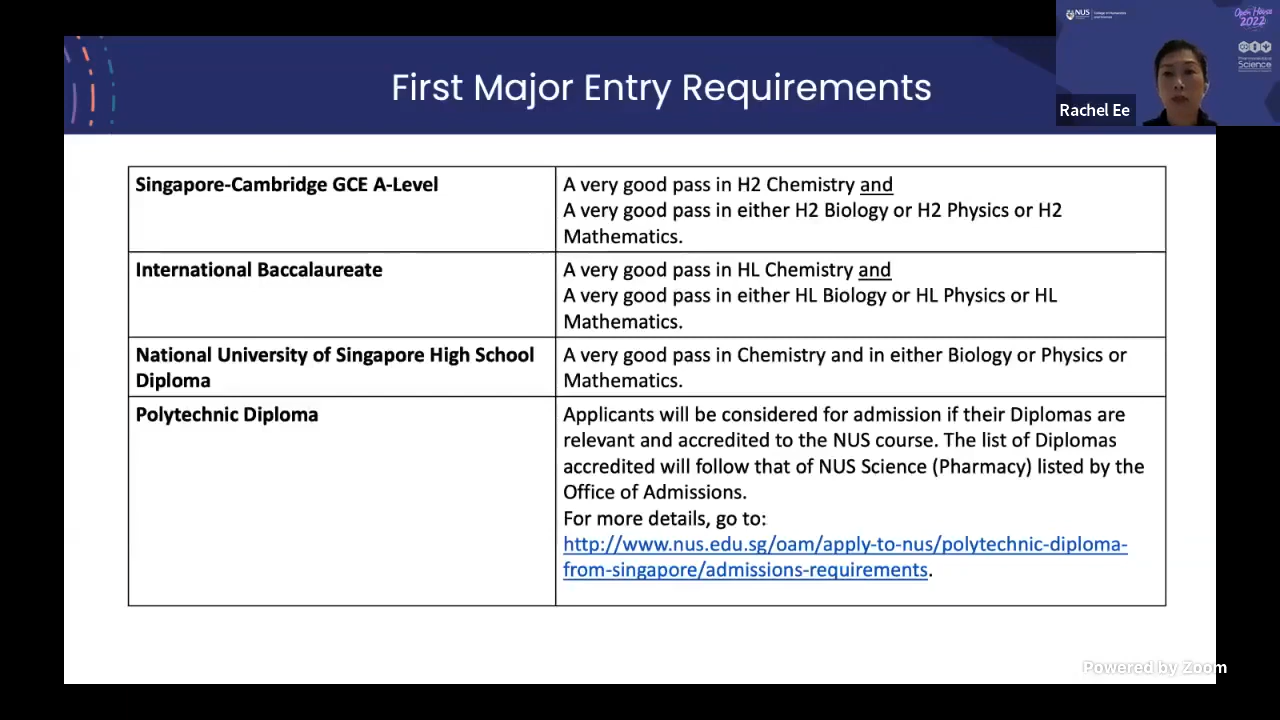 NUS
Open House
2022
Science
First Major Entry Requirements
Rachel Ee
Singapore-Cambridge GCE A-Level
A very good pass in H2 Chemistry and
A very good pass in either H2 Biology or H2 Physics or H2
Mathematics.
International Baccalaureate
A very good pass in HL Chemistry and
A very good pass in either HL Biology or HL Physics or HL
Mathematics.
National University of Singapore High School
Diploma
A very good pass in Chemistry and in either Biology or Physics or
Mathematics.
Polytechnic Diploma
Applicants will be considered for admission if their Diplomas are
relevant and accredited to the NUS course. The list of Diplomas
accredited will follow that of NUS Science (Pharmacy) listed by the
Office of Admissions.
For more details, go to:
http://www.nus.edu.sg/oam/apply-to-nus/polytechnic-diploma-
from-singapore/admissions-requirements.
Powered by Zoom